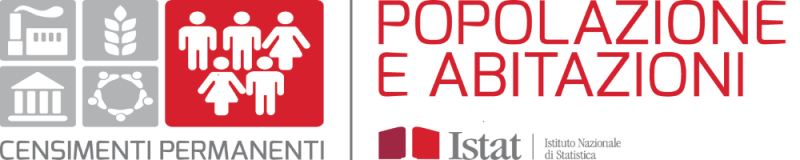 CENSIMENTI PERMANENTI
POPOLAZIONE
E ABITAZIONI
Istat
Istituto Nazionale
di Statistica